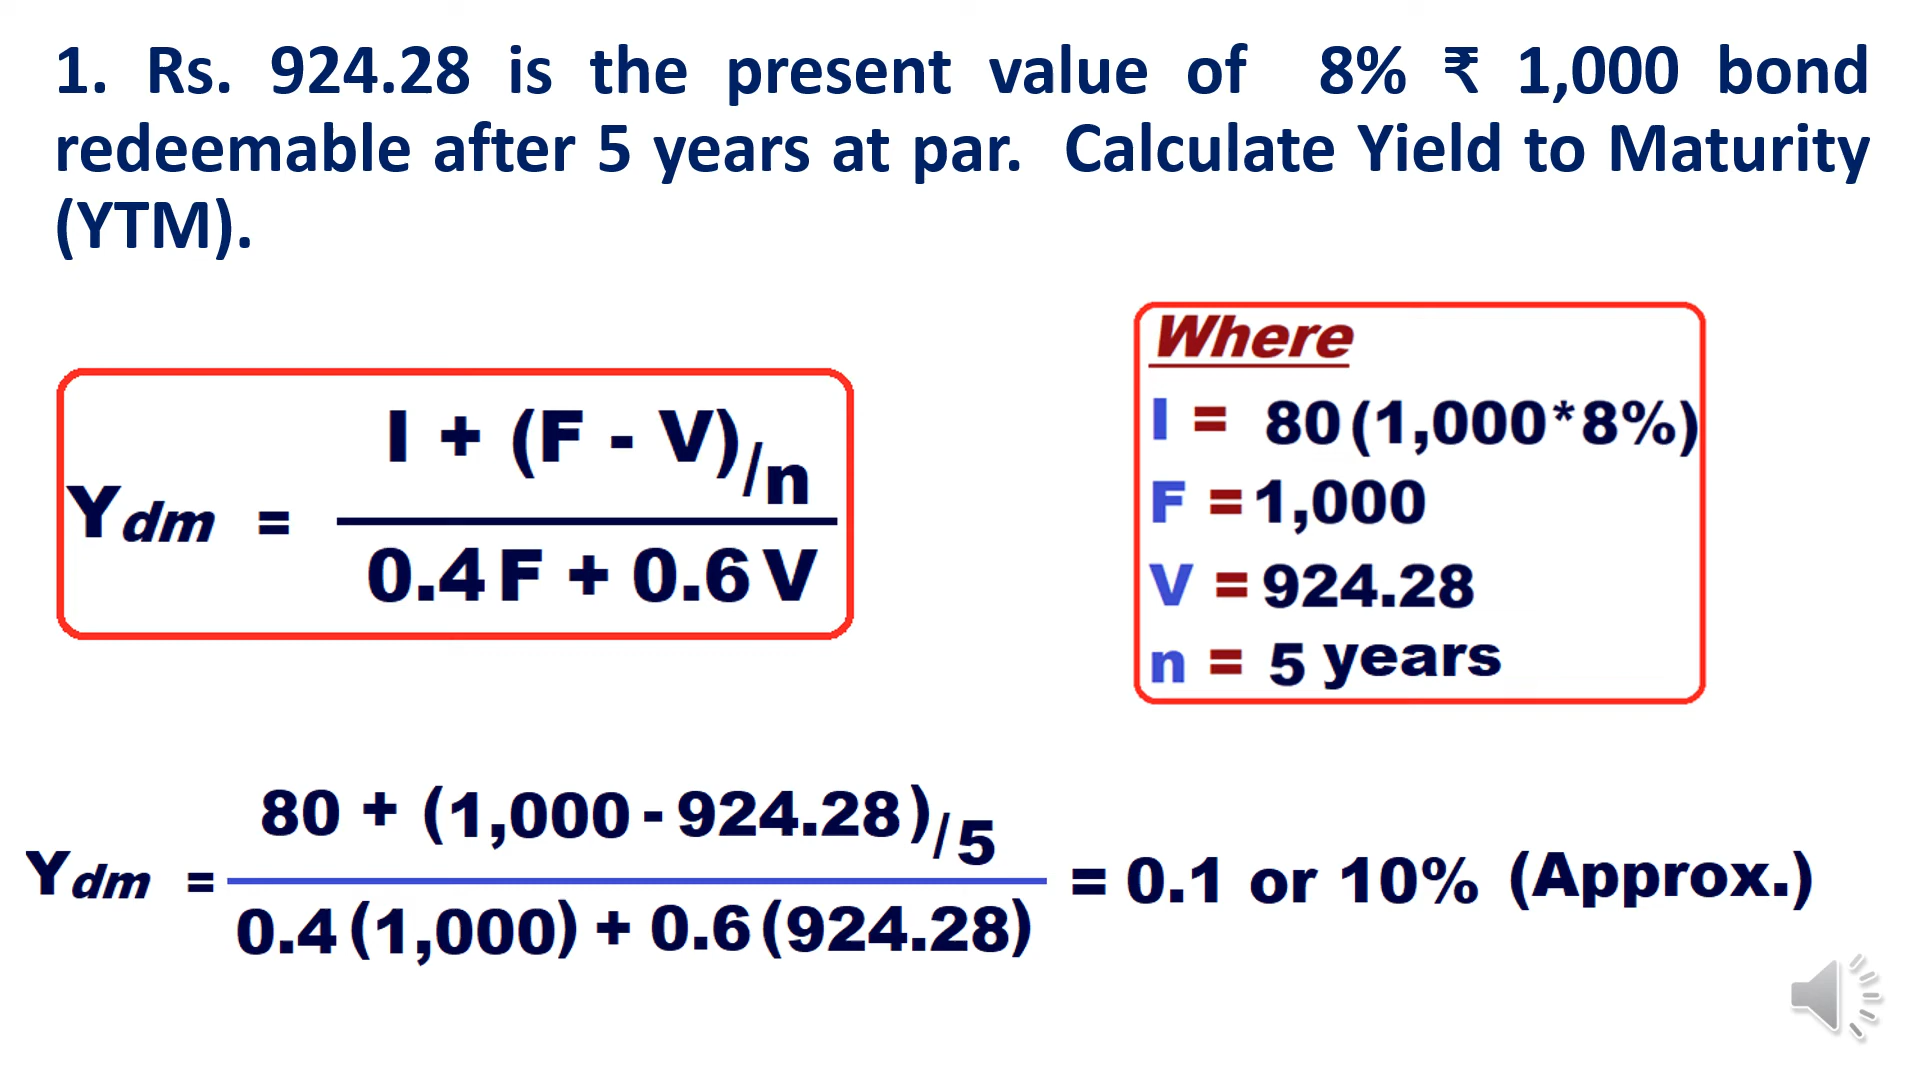 1. Rs. 924.28 is the present value of 8% ₹ 1,000 bond
redeemable after 5 years at par. Calculate Yield to Maturity
(YTM).
Where
I = 80(1,000*8%)
F = 1,000
V = 924.28
n = 5 years
I + (F - V)/n
Ydm =
0.4 F + 0.6 V
80 + (1,000 - 924.28)/5
Ydm = = 0.1 or 10% (Approx.)
0.4(1,000) + 0.6(924.28)